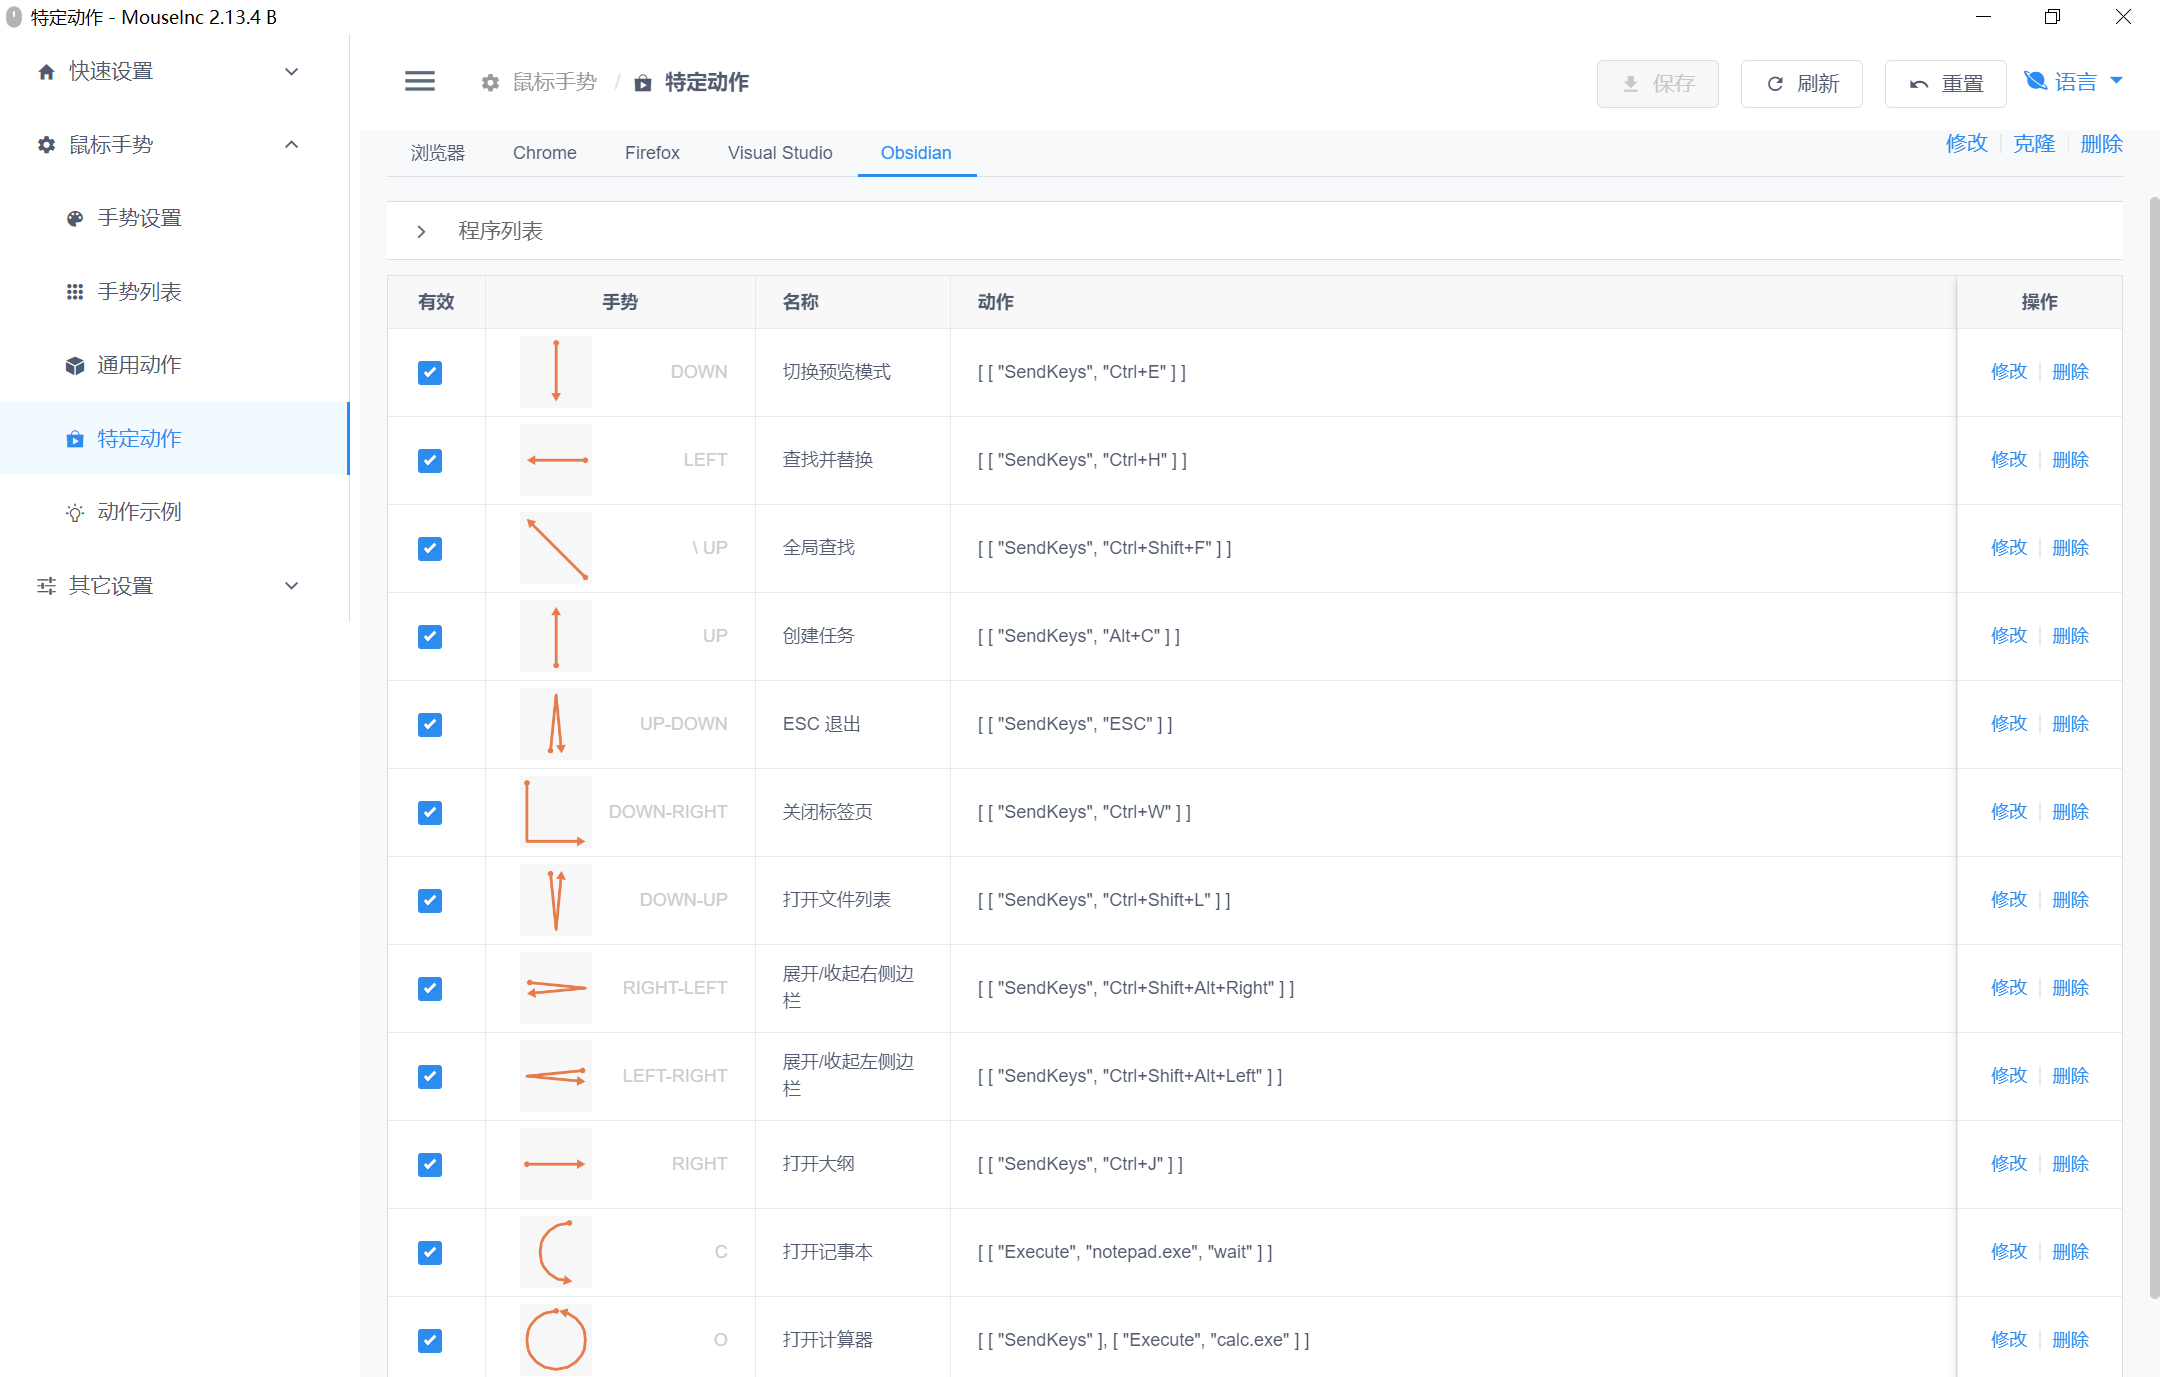 特定动作 - MouseInc 2.13.4 B
快速设置
鼠标手势
手势设置
手势列表
通用动作
特定动作
动作示例
其它设置
鼠标手势 / 特定动作
保存
刷新
重置
语言
浏览器 Chrome Firefox Visual Studio Obsidian
修改 克隆 删除
程序列表
有效 手势 名称 动作 操作
DOWN 切换预览模式 [ [ "SendKeys", "Ctrl+E" ] ] 修改 删除
LEFT 查找并替换 [ [ "SendKeys", "Ctrl+H" ] ] 修改 删除
\ UP 全局查找 [ [ "SendKeys", "Ctrl+Shift+F" ] ] 修改 删除
UP 创建任务 [ [ "SendKeys", "Alt+C" ] ] 修改 删除
UP-DOWN ESC 退出 [ [ "SendKeys", "ESC" ] ] 修改 删除
DOWN-RIGHT 关闭标签页 [ [ "SendKeys", "Ctrl+W" ] ] 修改 删除
DOWN-UP 打开文件列表 [ [ "SendKeys", "Ctrl+Shift+L" ] ] 修改 删除
RIGHT-LEFT 展开/收起右侧边
栏 [ [ "SendKeys", "Ctrl+Shift+Alt+Right" ] ] 修改 删除
LEFT-RIGHT 展开/收起左侧边
栏 [ [ "SendKeys", "Ctrl+Shift+Alt+Left" ] ] 修改 删除
RIGHT 打开大纲 [ [ "SendKeys", "Ctrl+J" ] ] 修改 删除
C 打开记事本 [ [ "Execute", "notepad.exe", "wait" ] ] 修改 删除
O 打开计算器 [ [ "SendKeys" ], [ "Execute", "calc.exe" ] ] 修改 删除